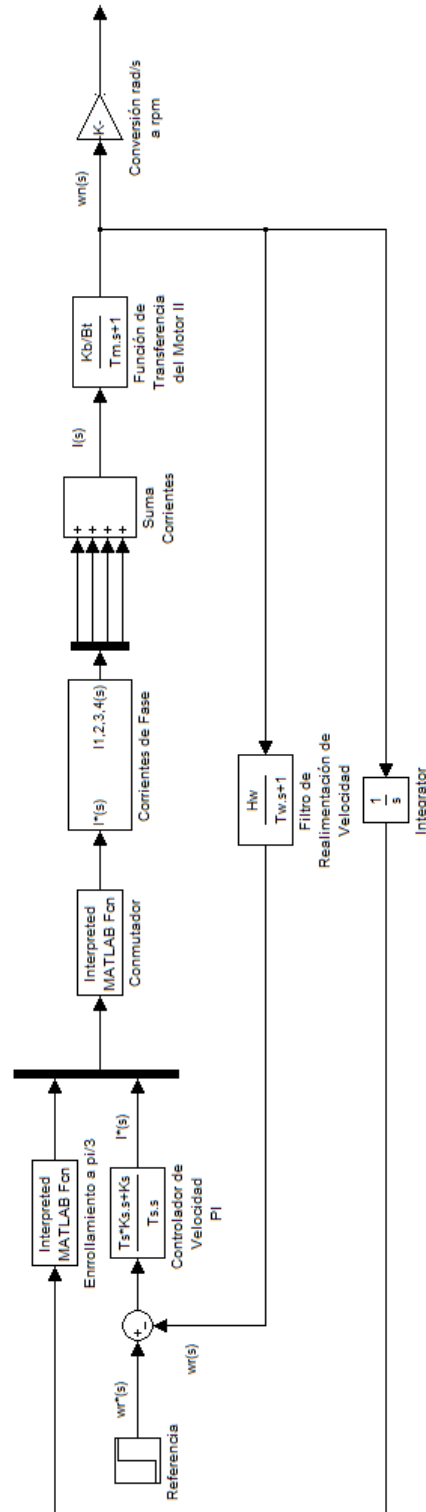 Referencia
wr*(s)
+
−
wr(s)
Ts*Ks.s+Ks
Ts.s
Controlador de
Velocidad
PI
I*(s)
Interpreted
MATLAB Fcn
Enrrollamiento a pi/3
Interpreted
MATLAB Fcn
Conmutador
I*(s)
I1,2,3,4(s)
Corrientes de Fase
+
+
+
+
Suma
Corrientes
I(s)
Kb/Bt
Tm.s+1
Función de
Transferencia
del Motor II
wn(s)
-K-
Conversión rad/s
a rpm
Hw
Tw.s+1
Filtro de
Realimentación de
Velocidad
1
s
Integrator